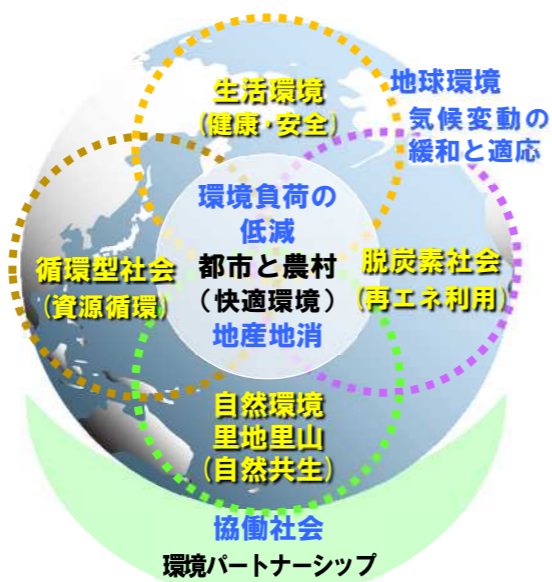 生活環境
(健康・安全)
地球環境
気候変動の
緩和と適応
環境負荷の
低減
都市と農村
(快適環境)
地産地消
循環型社会
(資源循環)
脱炭素社会
(再エネ利用)
自然環境
里地里山
(自然共生)
協働社会
環境パートナーシップ